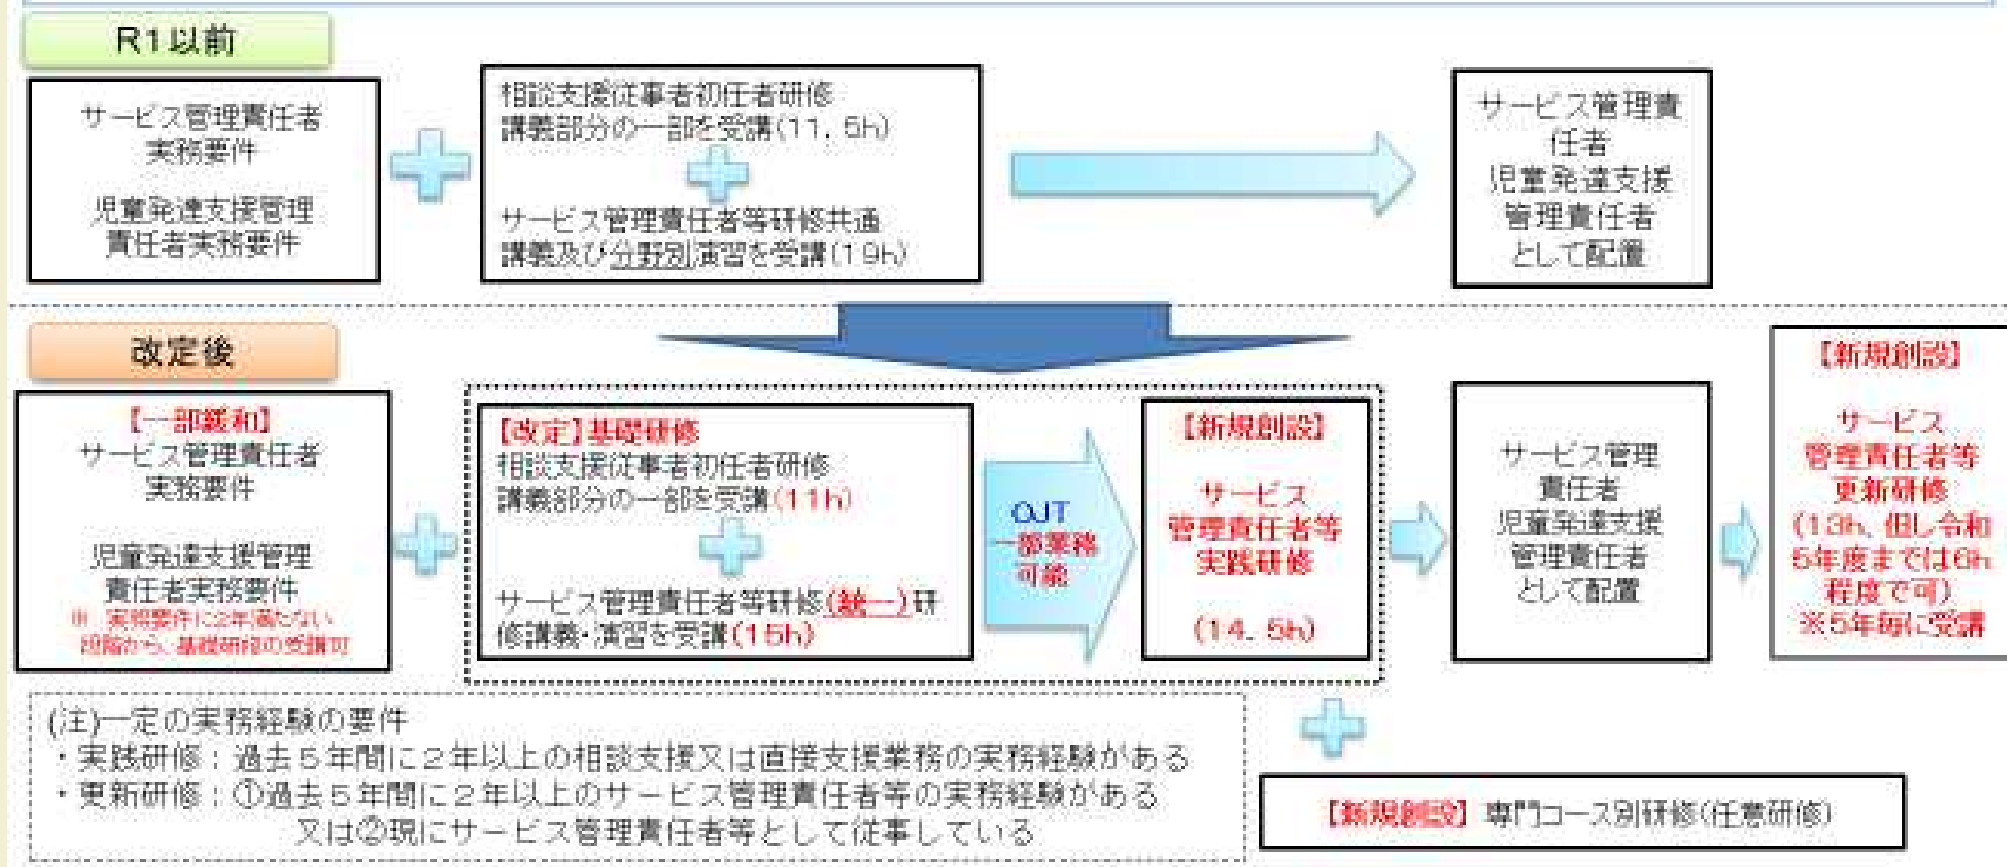 R1以前
サービス管理責任者
実務要件
児童発達支援管理
責任者実務要件
相談支援従事者初任者研修
講義部分の一部を受講(11.5h)
サービス管理責任者等研修共通
講義及び分野別演習を受講(19h)
サービス管理責
任者
児童発達支援
管理責任者
として配置
改定後
【一部緩和】
サービス管理責任者
実務要件
児童発達支援管理
責任者実務要件
※ 実務要件に2年満たない
段階から、基礎研修の受講可
【改定】基礎研修
相談支援従事者初任者研修
講義部分の一部を受講(11h)
サービス管理責任者等研修(統一)研
修講義・演習を受講(15h)
OJT
一部業務
可能
【新規創設】
サービス
管理責任者等
実践研修
(14.5h)
サービス管理
責任者
児童発達支援
管理責任者
として配置
【新規創設】
サービス
管理責任者等
更新研修
(13h、但し令和
5年度までは6h
程度で可)
※5年毎に受講
(注)一定の実務経験の要件
・実践研修：過去5年間に2年以上の相談支援又は直接支援業務の実務経験がある
・更新研修：①過去5年間に2年以上のサービス管理責任者等の実務経験がある
又は②現にサービス管理責任者等として従事している
【新規創設】専門コース別研修(任意研修)